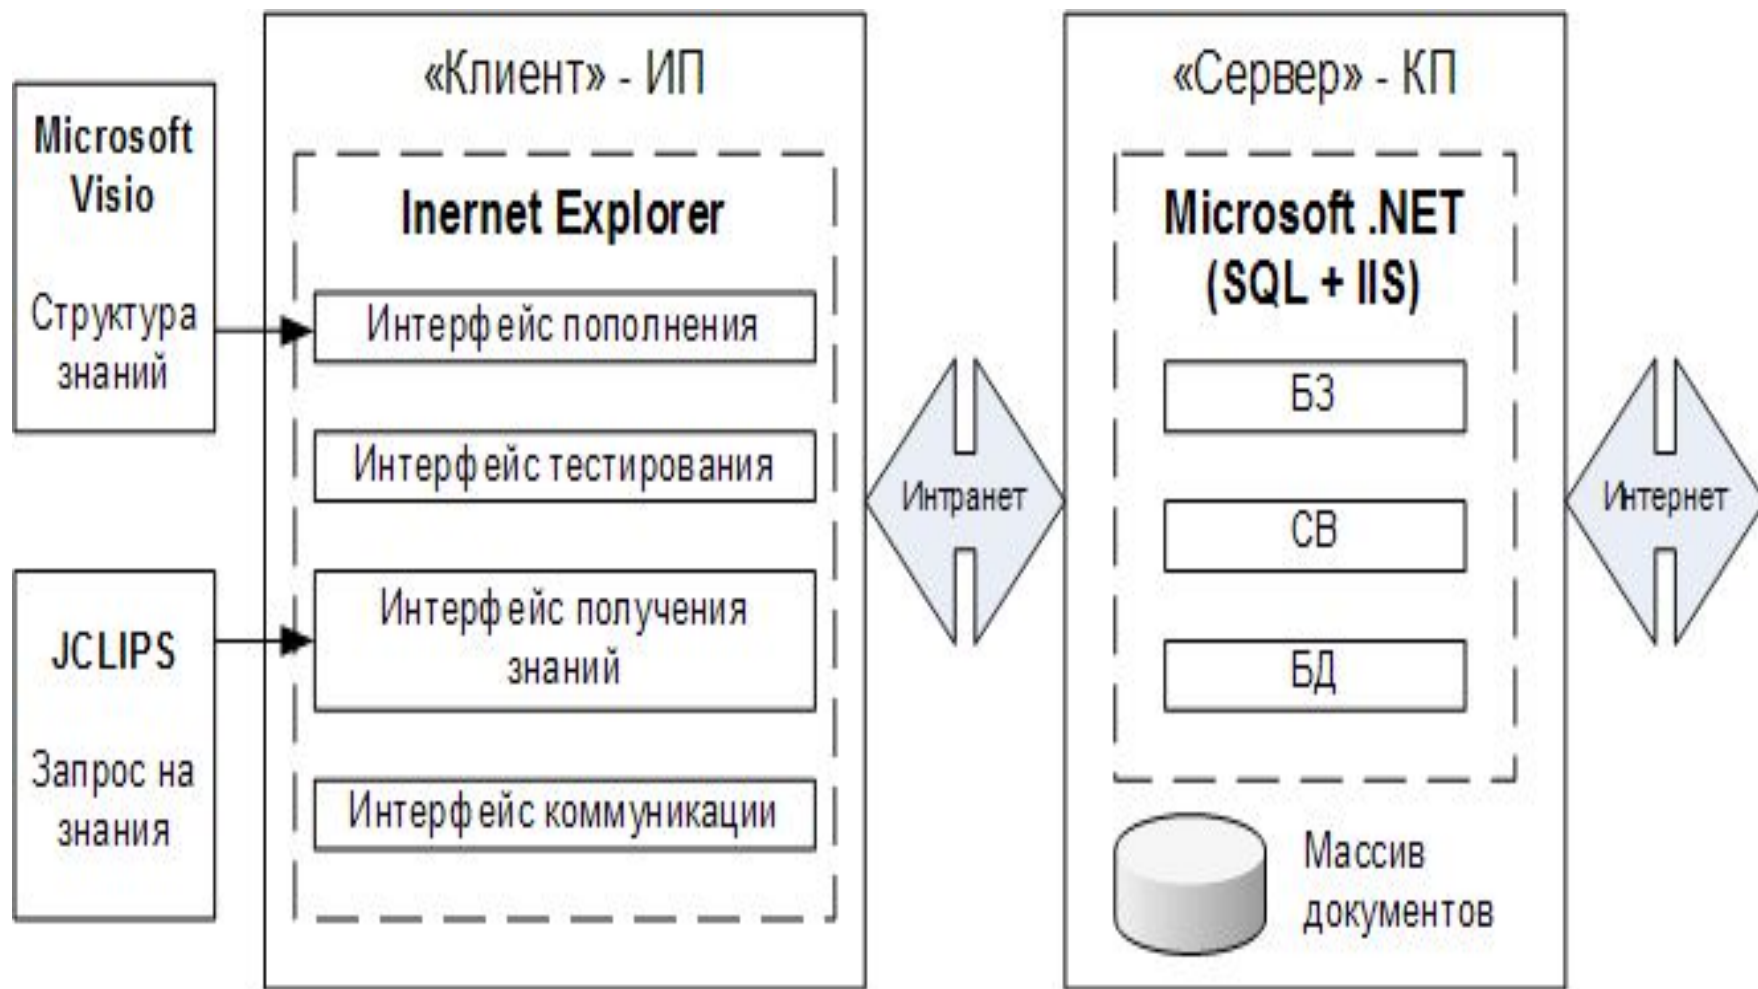 Microsoft
Visio
Структура
знаний
JCLIPS
Запрос на
знания
«Клиент» - ИП
Inernet Explorer
Интерфейс пополнения
Интерфейс тестирования
Интерфейс получения
знаний
Интерфейс коммуникации
Интранет
«Сервер» - КП
Microsoft .NET
(SQL + IIS)
БЗ
СВ
БД
Массив
документов
Интернет